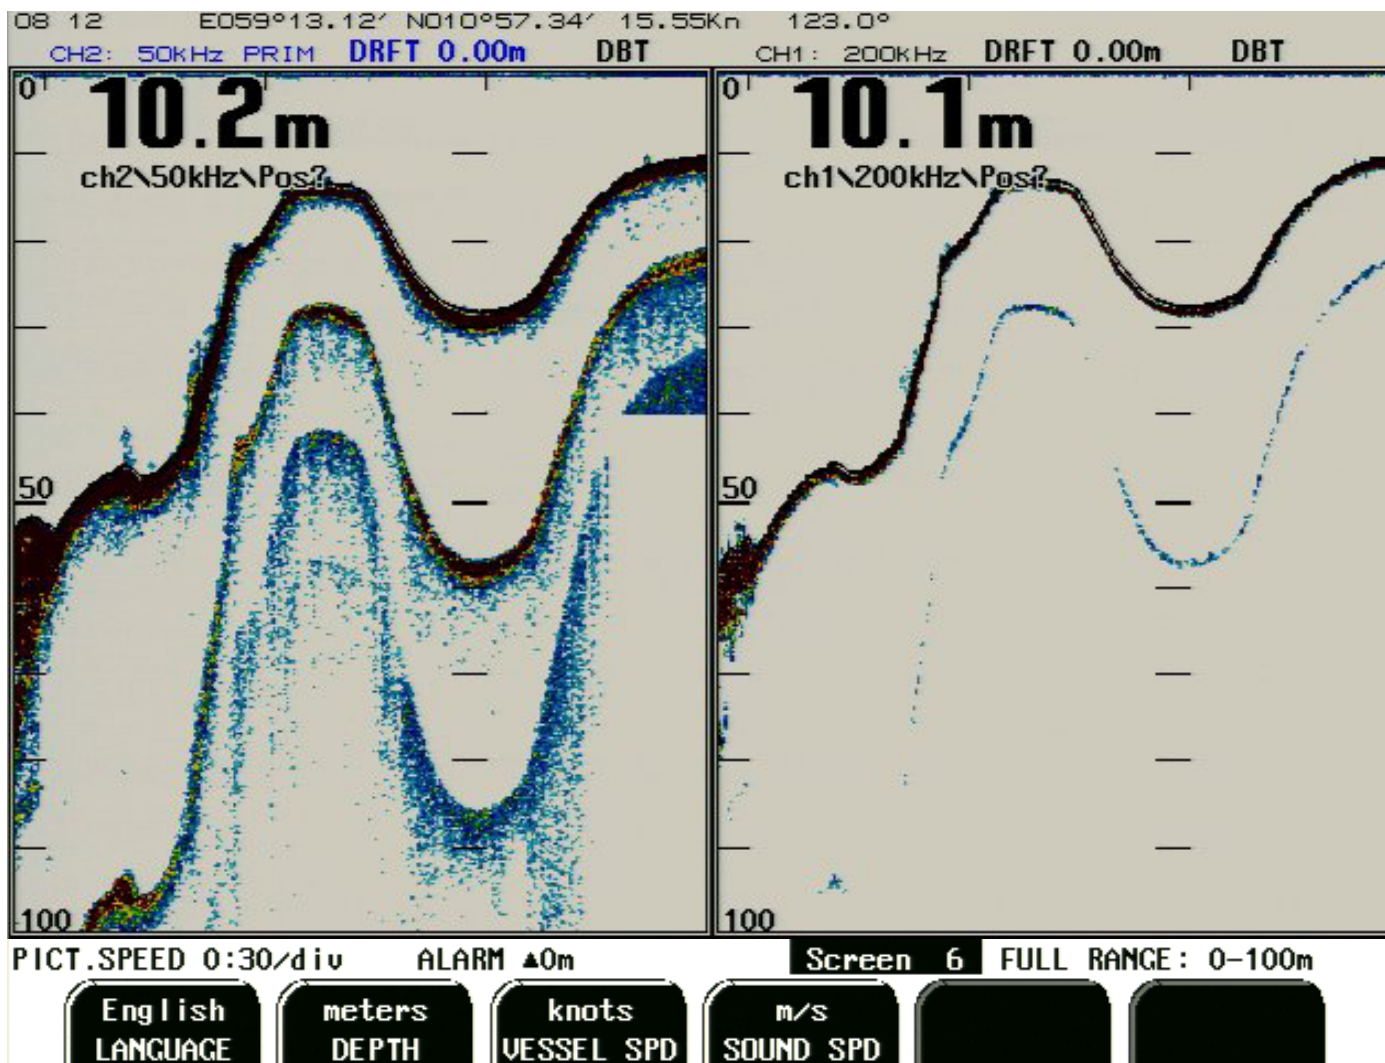 08 12 E059°13.12′ N010°57.34′ 15.55Kn 123.0°
CH2: 50KHz PRIM DRFT 0.00m DBT CH1: 200KHz DRFT 0.00m DBT
0 10.2m
ch2\50kHz\Pos?
50
100
0 10.1m
ch1\200kHz\Pos?
50
100
PICT.SPEED 0:30/div ALARM ▲0m Screen 6 FULL RANGE: 0-100m
English meters knots m/s
LANGUAGE DEPTH VESSEL SPD SOUND SPD